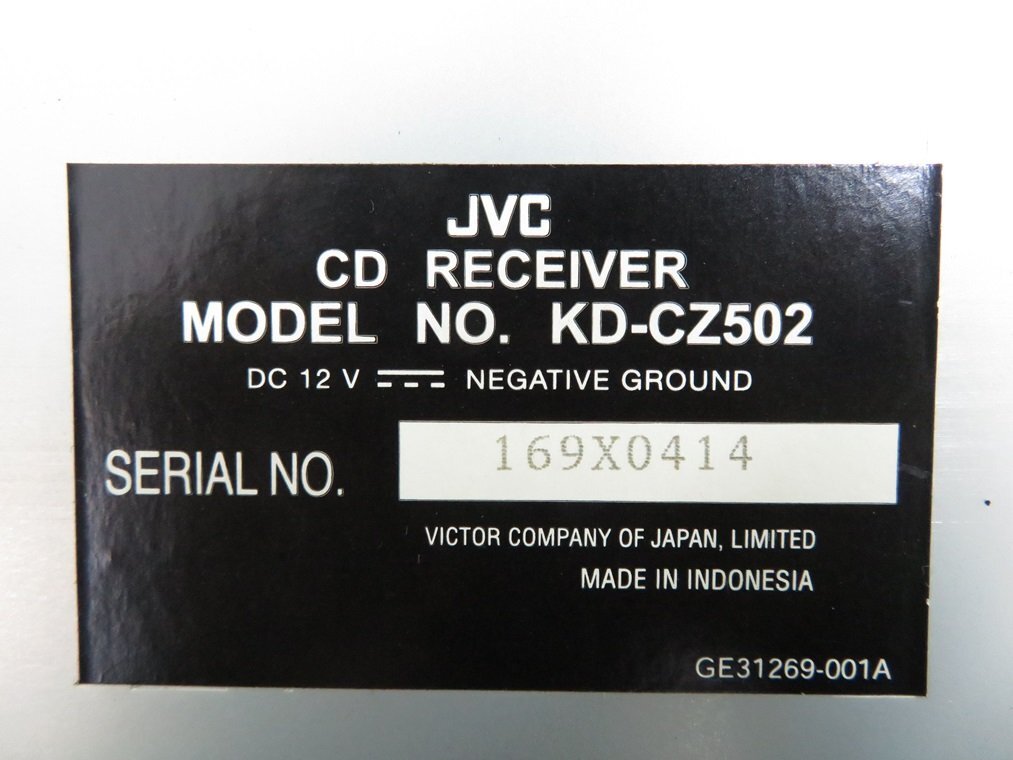 JVC
CD RECEIVER
MODEL NO. KD-CZ502
DC 12 V ⎓ NEGATIVE GROUND
SERIAL NO. 169X0414
VICTOR COMPANY OF JAPAN, LIMITED
MADE IN INDONESIA
GE31269-001A